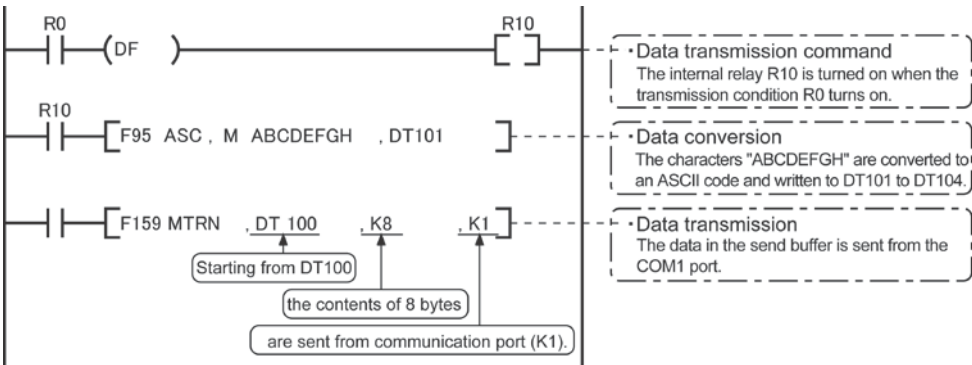 R0
R10
(DF )
·Data transmission command
The internal relay R10 is turned on when the
transmission condition R0 turns on.
R10
F95 ASC , M ABCDEFGH , DT101
·Data conversion
The characters "ABCDEFGH" are converted to
an ASCII code and written to DT101 to DT104.
F159 MTRN , DT 100 , K8 , K1
·Data transmission
The data in the send buffer is sent from the
COM1 port.
Starting from DT100
the contents of 8 bytes
are sent from communication port (K1).